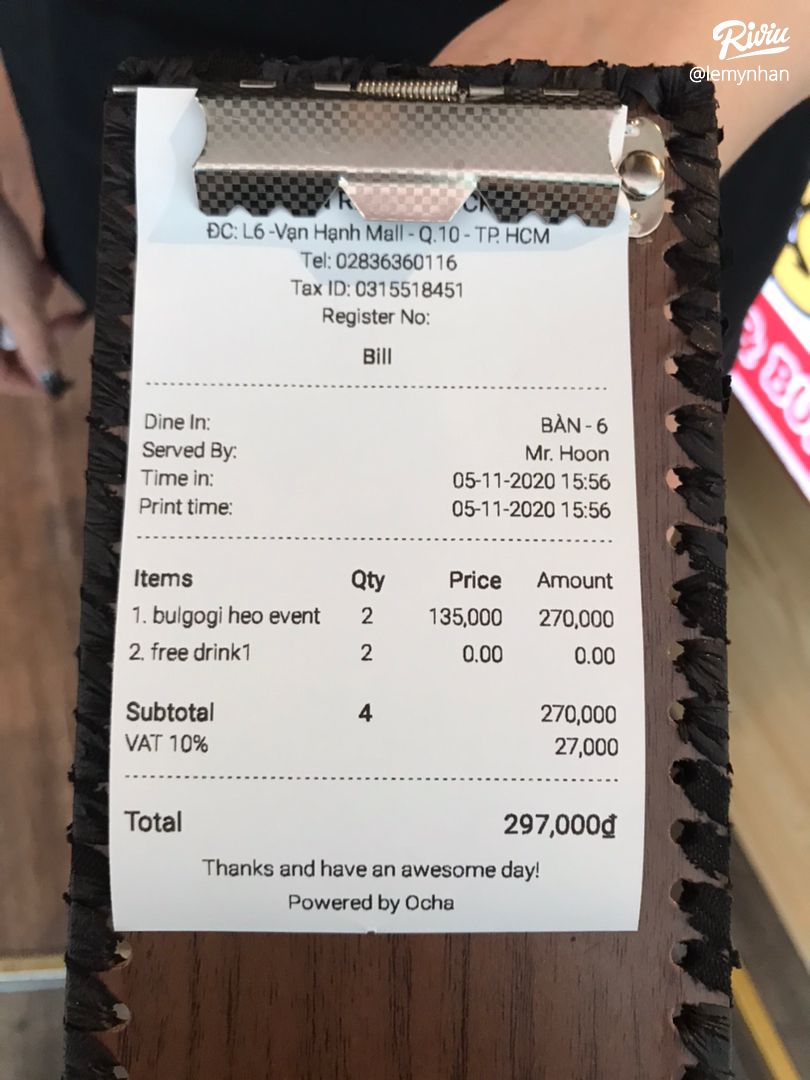 Riviu
@lemynhan
ĐC: L6 -Vạn Hạnh Mall - Q.10 - TP. HCM
Tel: 02836360116
Tax ID: 0315518451
Register No:
Bill
Dine In: BÀN - 6
Served By: Mr. Hoon
Time in: 05-11-2020 15:56
Print time: 05-11-2020 15:56
Items Qty Price Amount
1. bulgogi heo event 2 135,000 270,000
2. free drink1 2 0.00 0.00
Subtotal 4 270,000
VAT 10% 27,000
Total 297,000₫
Thanks and have an awesome day!
Powered by Ocha